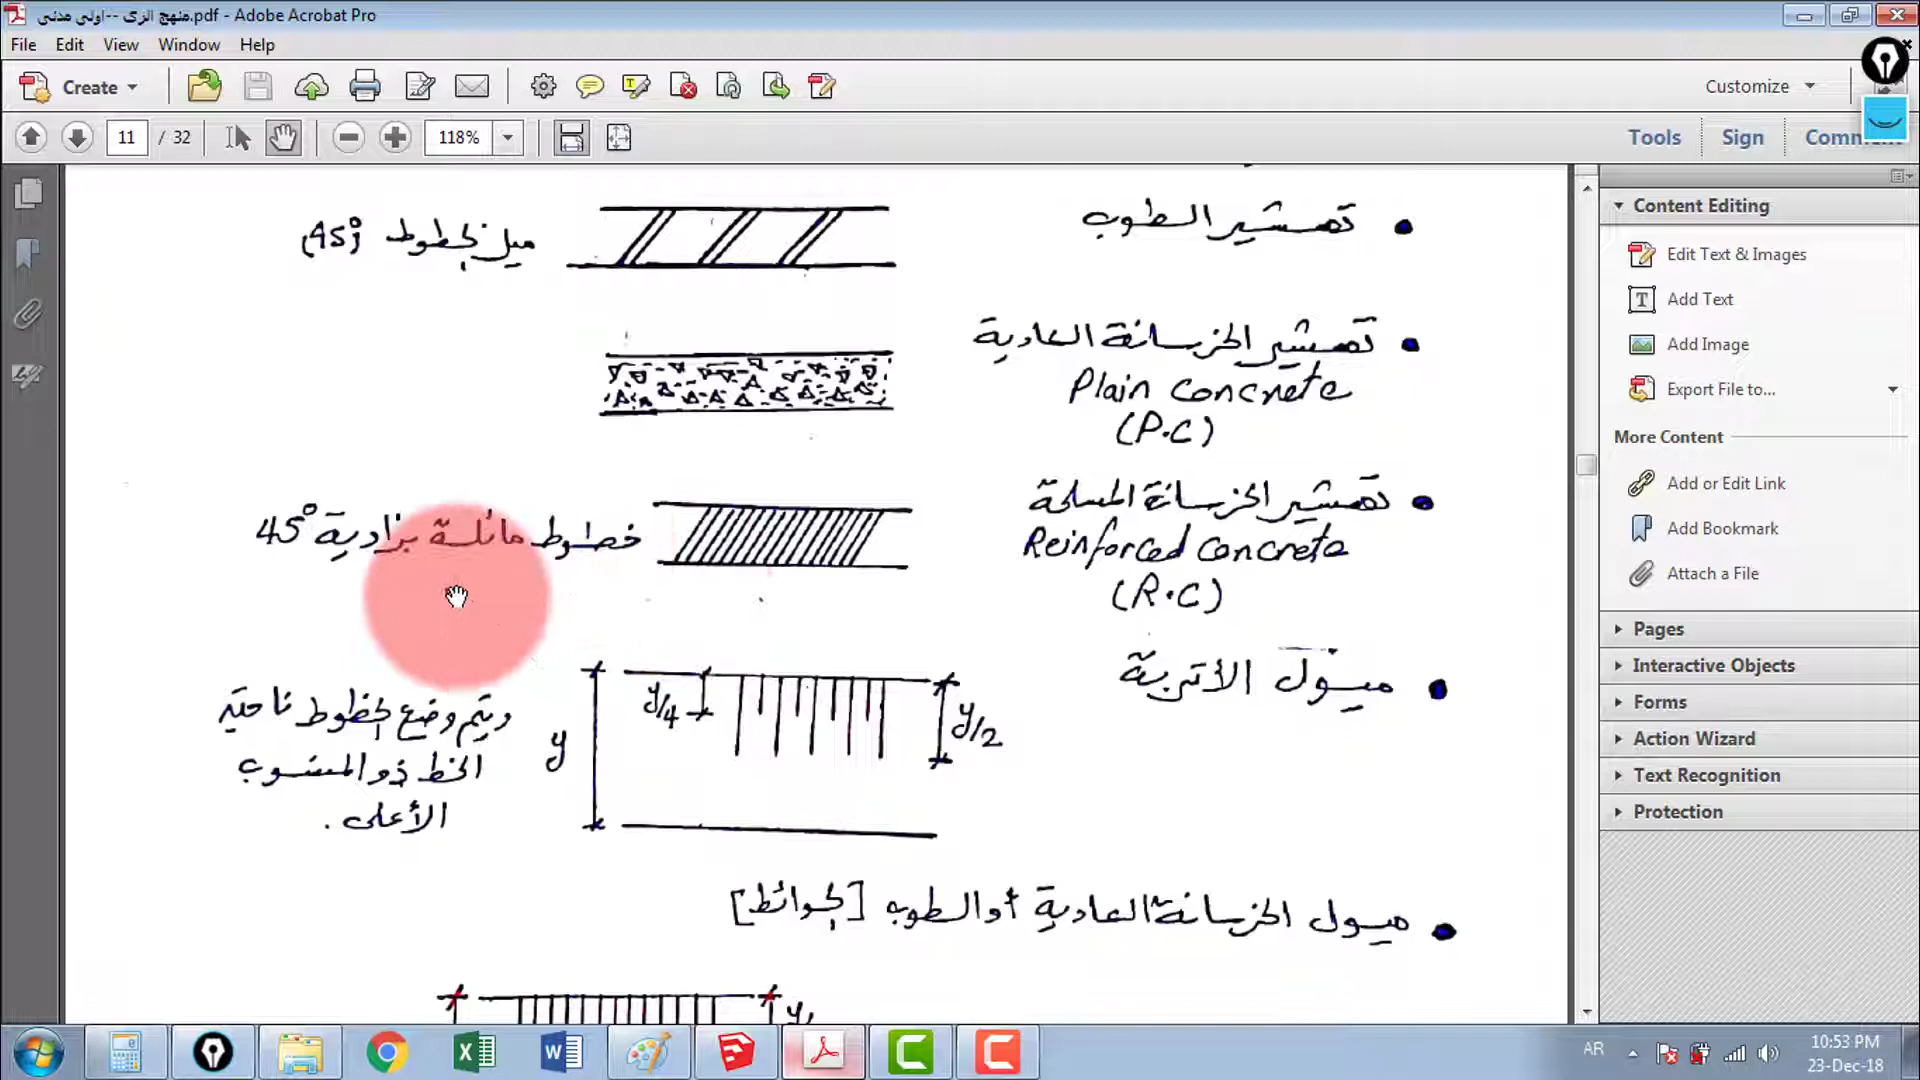 منهج الرى --اولى مدنى.pdf - Adobe Acrobat Pro
File Edit View Window Help
Create
Customize
11 / 32
118%
Tools Sign Comment
تهشير الطوب
ميل الخطوط (45°)
تهشير الخرسانة العادية
Plain concrete
(P.C)
تهشير الخرسانة المسلحة
Reinforced concrete
(R.C)
خطوط مائلة بزاوية 45°
ميول الأتربة
y/4
y/2
y
ويتم وضع الخطوط ناحية
الخط ذو المنسوب
الأعلى .
ميول الخرسانة العادية أو الطوب [الحوائط]
Content Editing
Edit Text & Images
Add Text
Add Image
Export File to...
More Content
Add or Edit Link
Add Bookmark
Attach a File
Pages
Interactive Objects
Forms
Action Wizard
Text Recognition
Protection
AR
10:53 PM
23-Dec-18